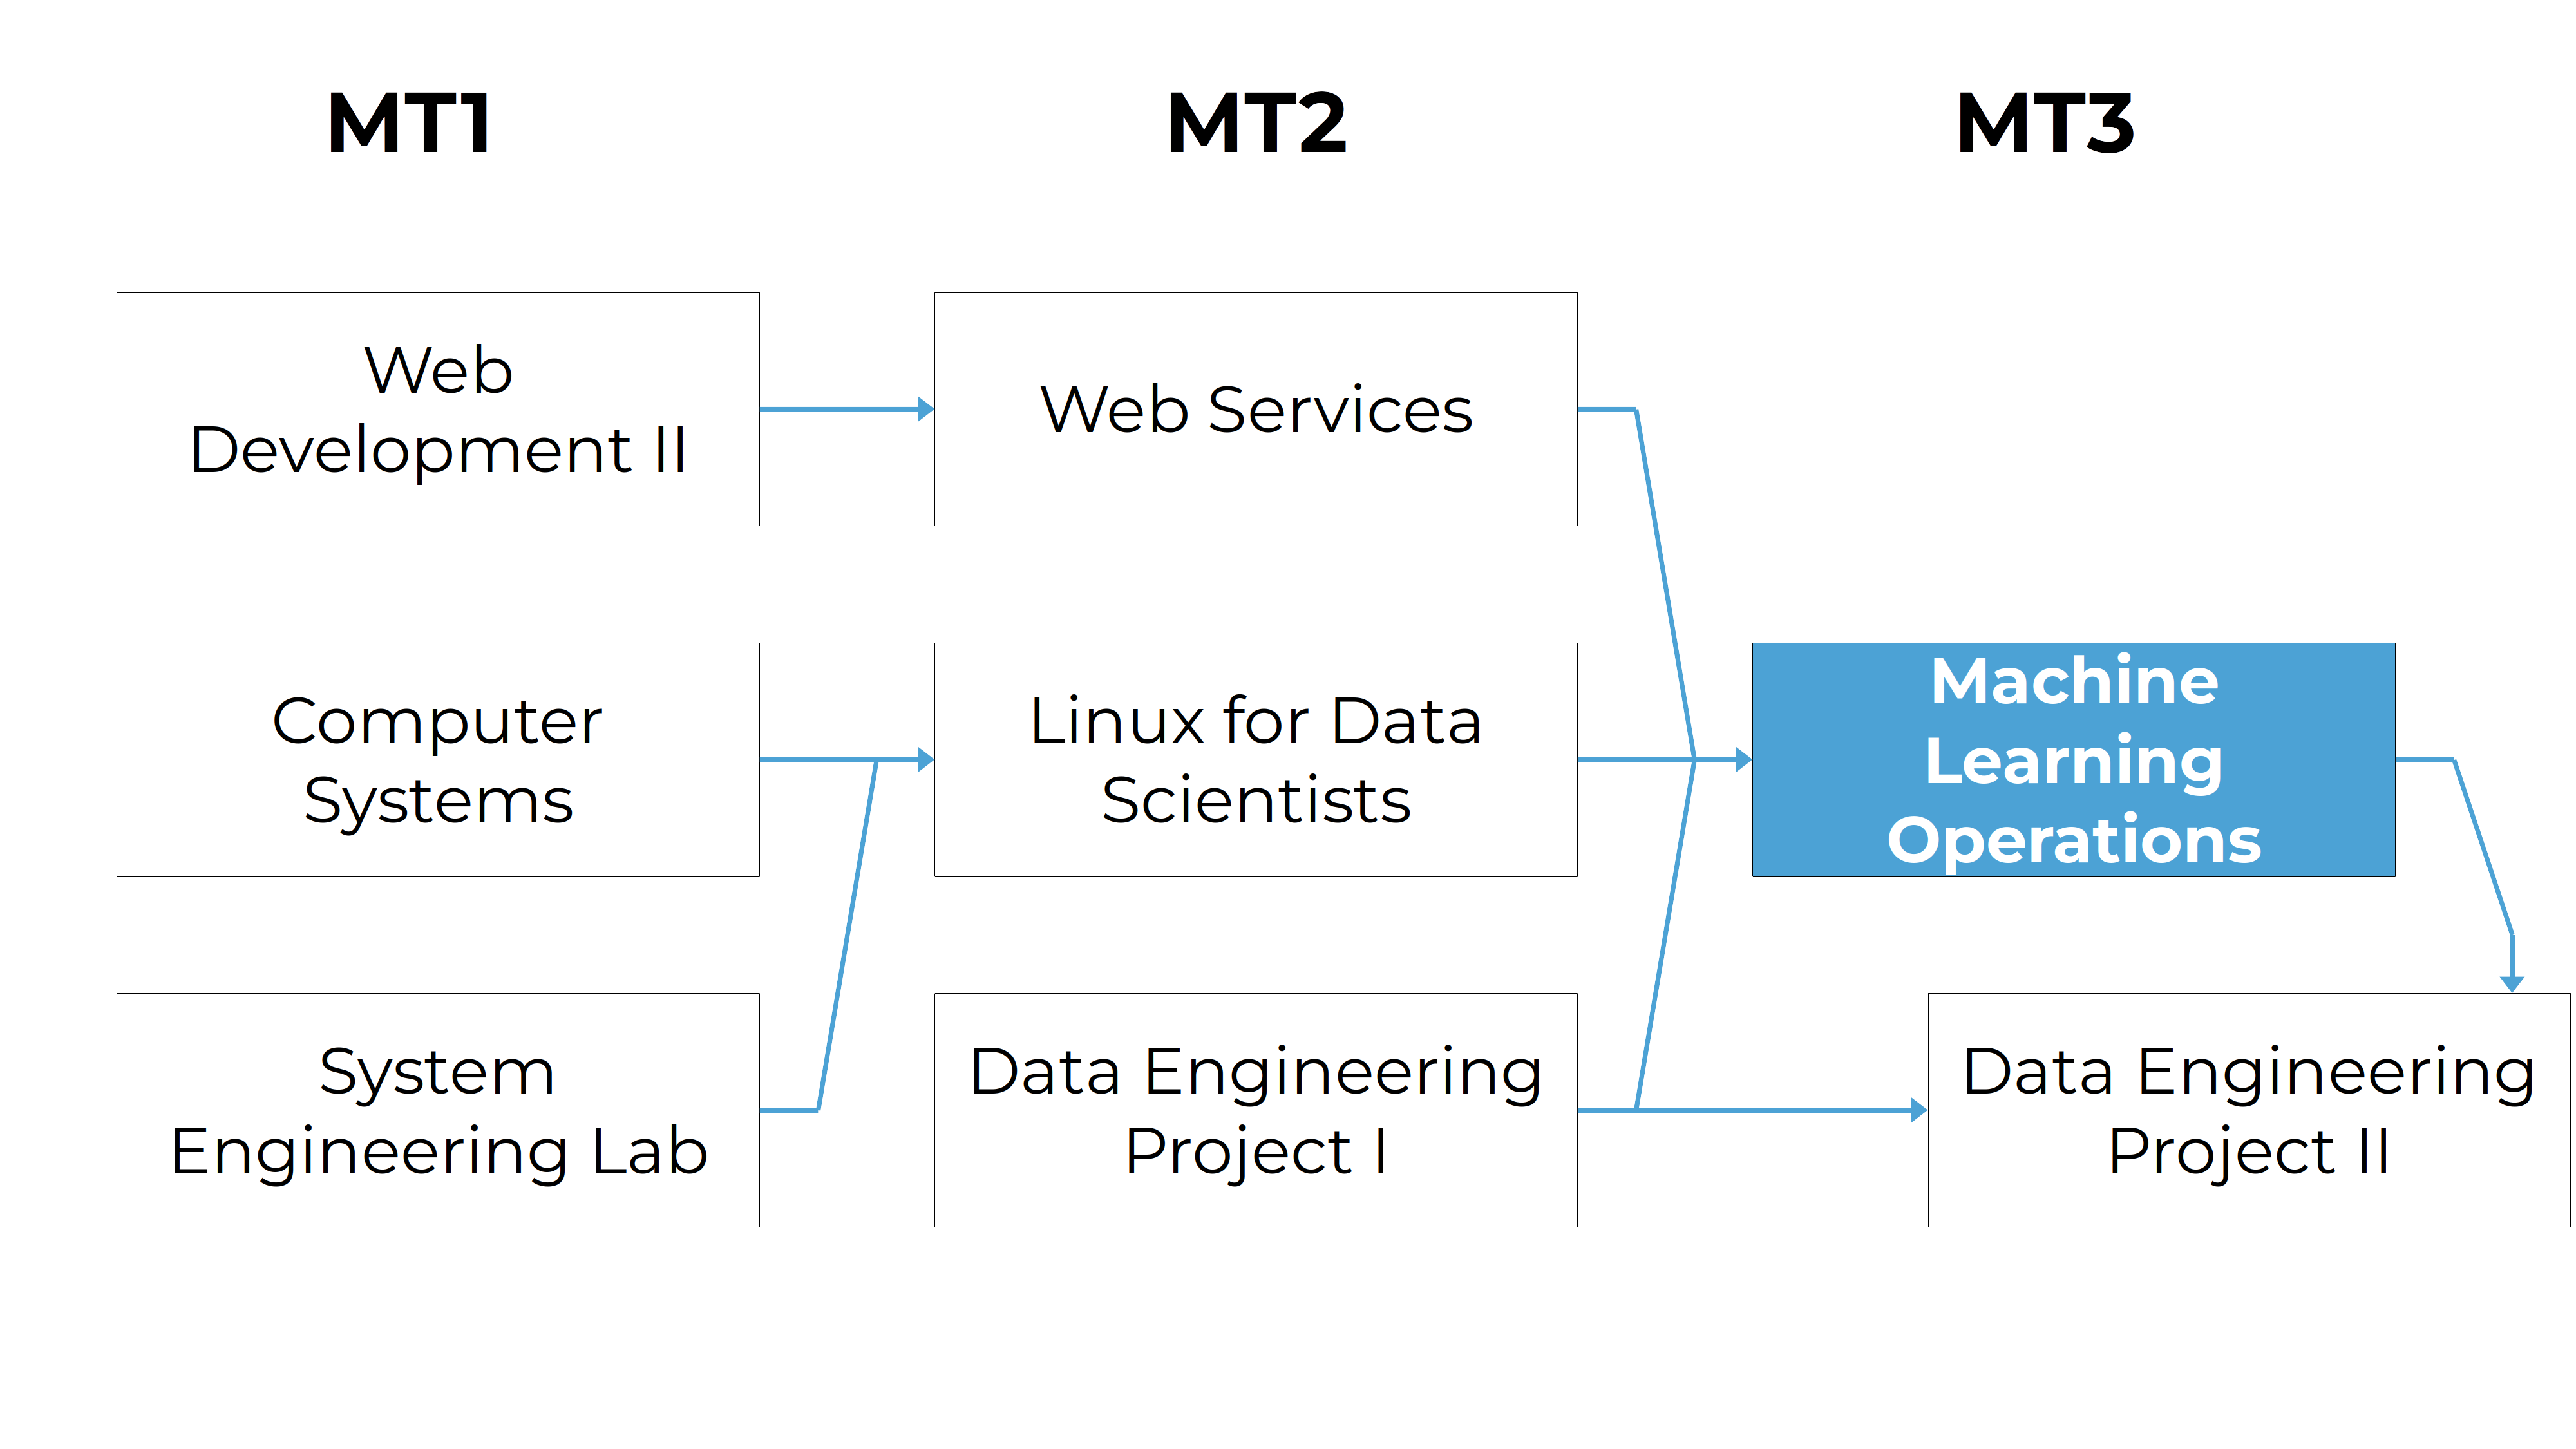 MT1
MT2
MT3
Web
Development II
Web Services
Computer
Systems
Linux for Data
Scientists
Machine
Learning
Operations
System
Engineering Lab
Data Engineering
Project I
Data Engineering
Project II